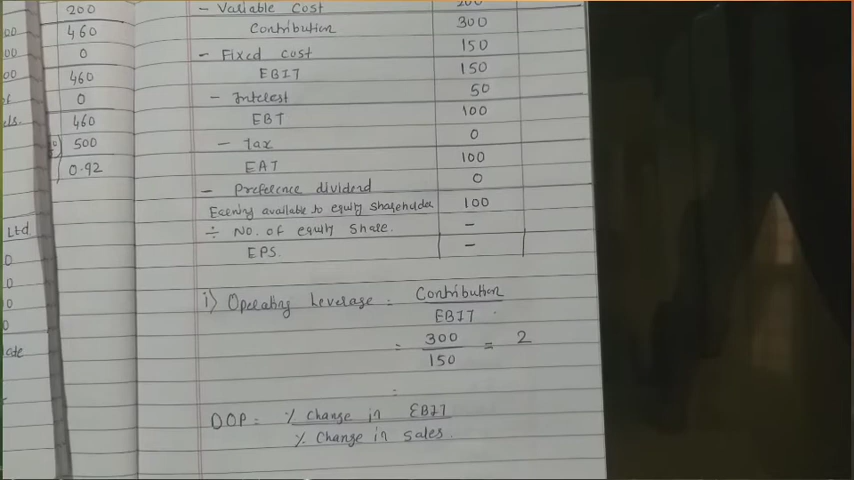 200
460
0
460
0
460
500
0.92
Ltd
- Variable Cost 200
Contribution 300
- Fixed cost 150
EBIT 150
- Interest 50
EBT 100
- Tax 0
EAT 100
- Preference dividend 0
Earning available to equity shareholder 100
÷ No. of equity share. -
EPS. -
i) Operating Leverage = Contribution
EBIT
= 300 = 2
150
=
DOP = % Change in EBIT
% Change in Sales.